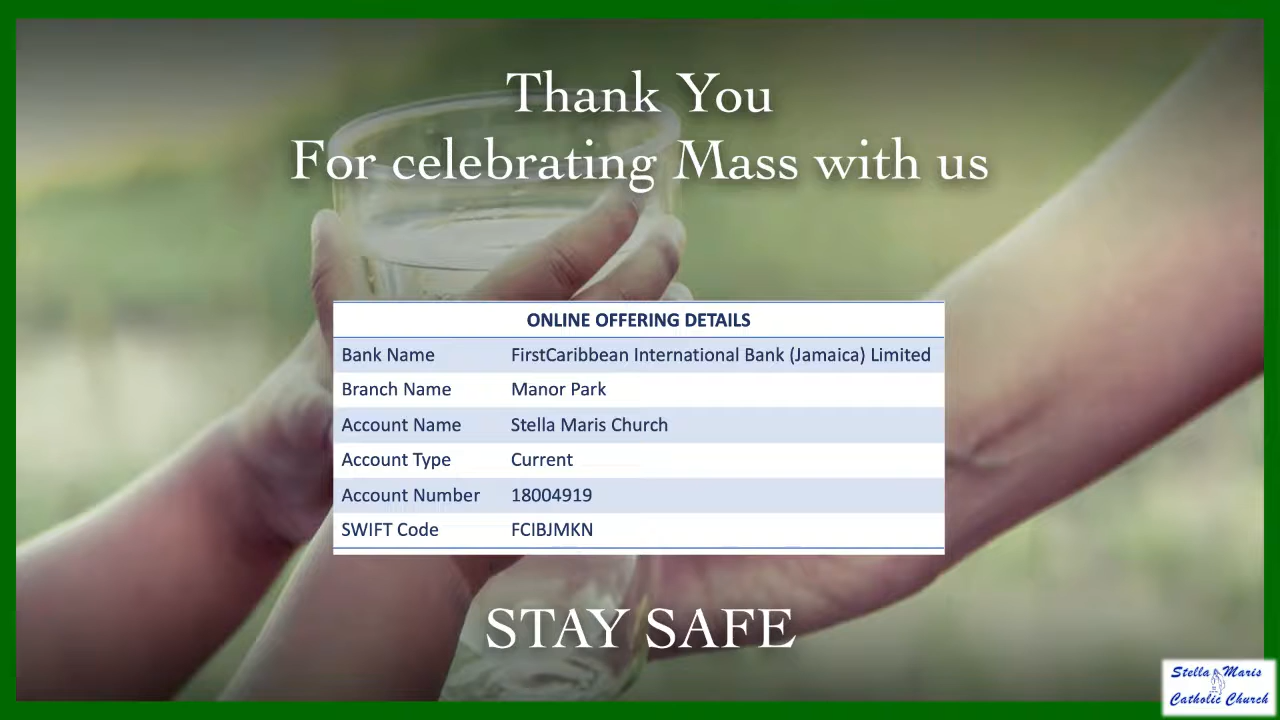 Thank You
For celebrating Mass with us
ONLINE OFFERING DETAILS
Bank Name FirstCaribbean International Bank (Jamaica) Limited
Branch Name Manor Park
Account Name Stella Maris Church
Account Type Current
Account Number 18004919
SWIFT Code FCIBJMKN
STAY SAFE
Stella Maris
Catholic Church